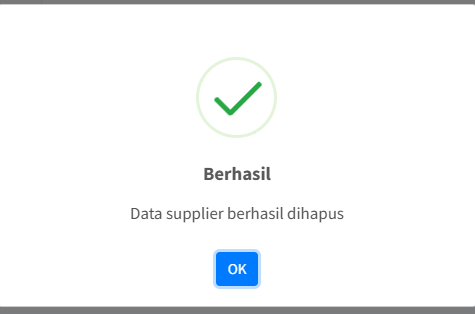 Berhasil
Data supplier berhasil dihapus
OK